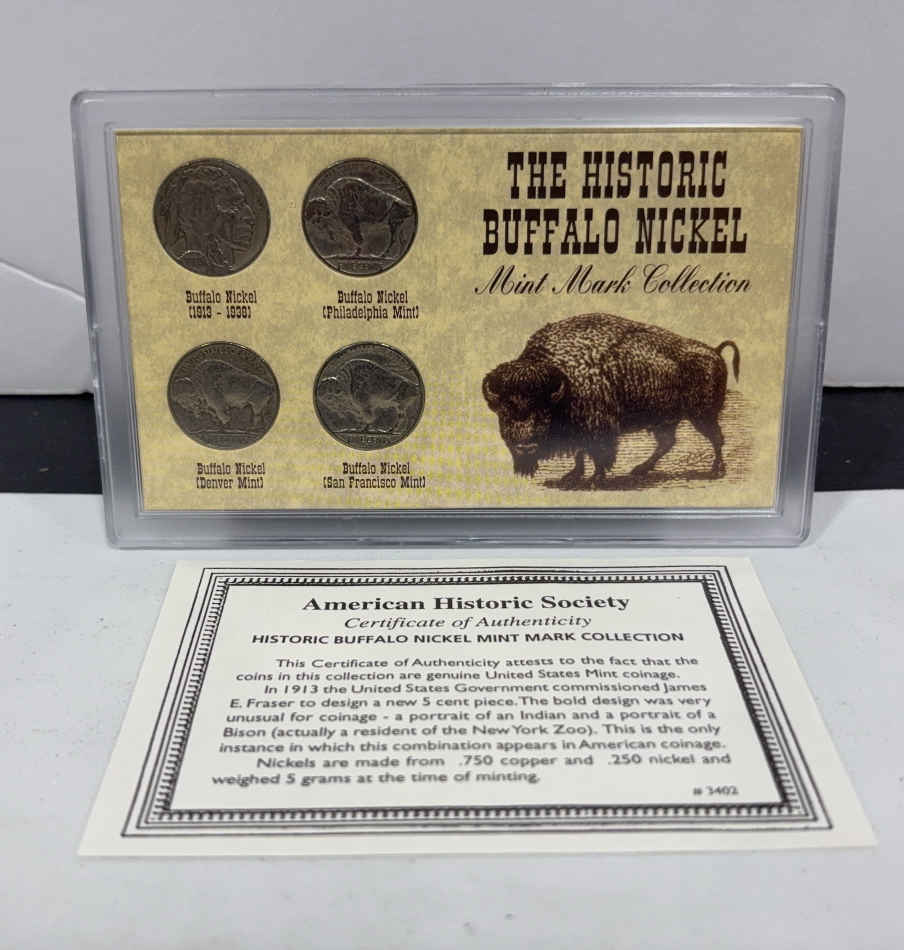 THE HISTORIC
BUFFALO NICKEL
Mint Mark Collection
Buffalo Nickel
(1913 - 1938)
Buffalo Nickel
(Philadelphia Mint)
Buffalo Nickel
(Denver Mint)
Buffalo Nickel
(San Francisco Mint)
American Historic Society
Certificate of Authenticity
HISTORIC BUFFALO NICKEL MINT MARK COLLECTION
This Certificate of Authenticity attests to the fact that the
coins in this collection are genuine United States Mint coinage.
In 1913 the United States Government commissioned James
E. Fraser to design a new 5 cent piece. The bold design was very
unusual for coinage - a portrait of an Indian and a portrait of a
Bison (actually a resident of the New York Zoo). This is the only
instance in which this combination appears in American coinage.
Nickels are made from .750 copper and .250 nickel and
weighed 5 grams at the time of minting.
# 3402